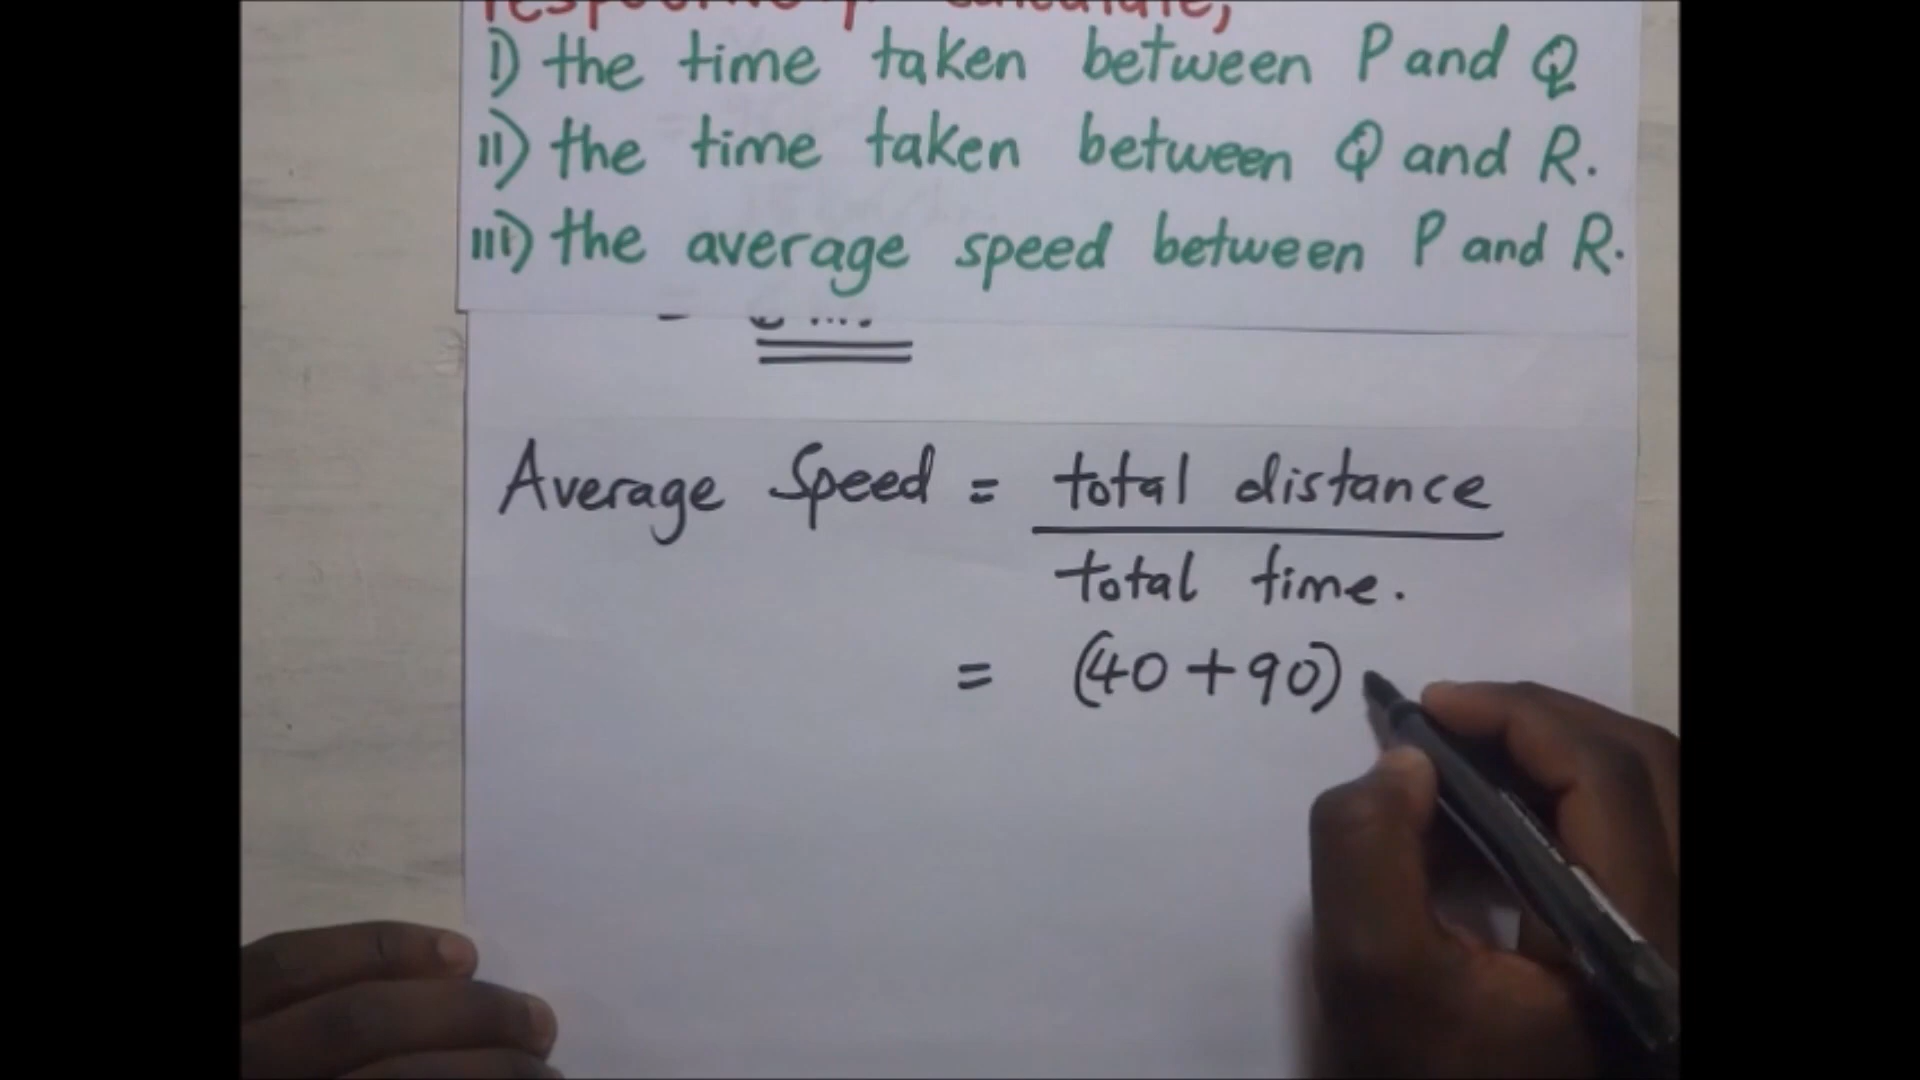 calculate,
I) the time taken between P and Q
II) the time taken between Q and R.
III) the average speed between P and R.
=
Average Speed = total distance
total time.
= (40 + 90)